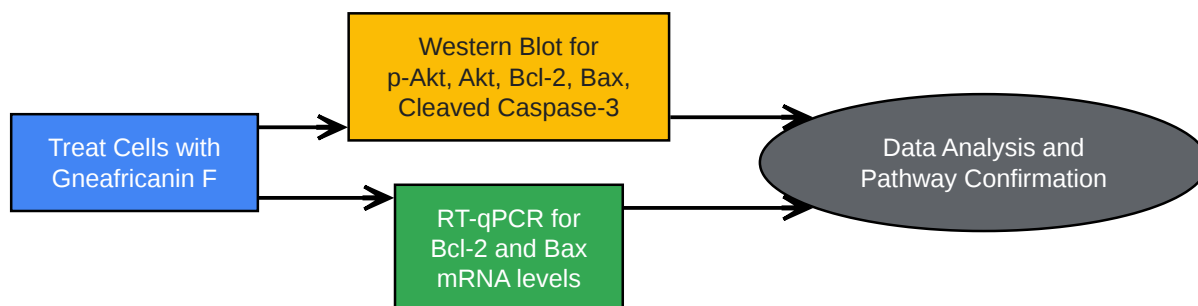 Treat Cells with
Gneafricanin F
Western Blot for
p-Akt, Akt, Bcl-2, Bax,
Cleaved Caspase-3
RT-qPCR for
Bcl-2 and Bax
mRNA levels
Data Analysis and
Pathway Confirmation